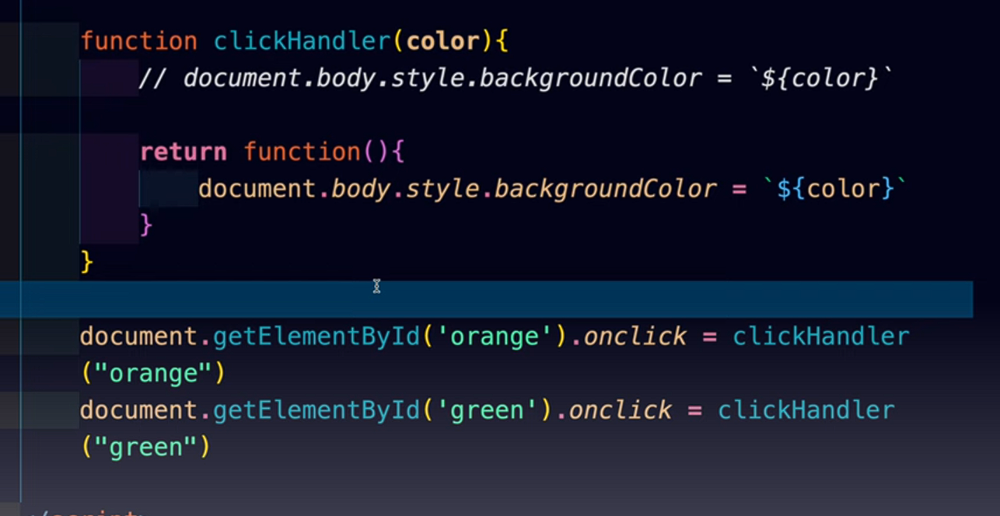 function clickHandler(color){
// document.body.style.backgroundColor = `${color}`
return function(){
document.body.style.backgroundColor = `${color}`
}
}
document.getElementById('orange').onclick = clickHandler
("orange")
document.getElementById('green').onclick = clickHandler
("green")